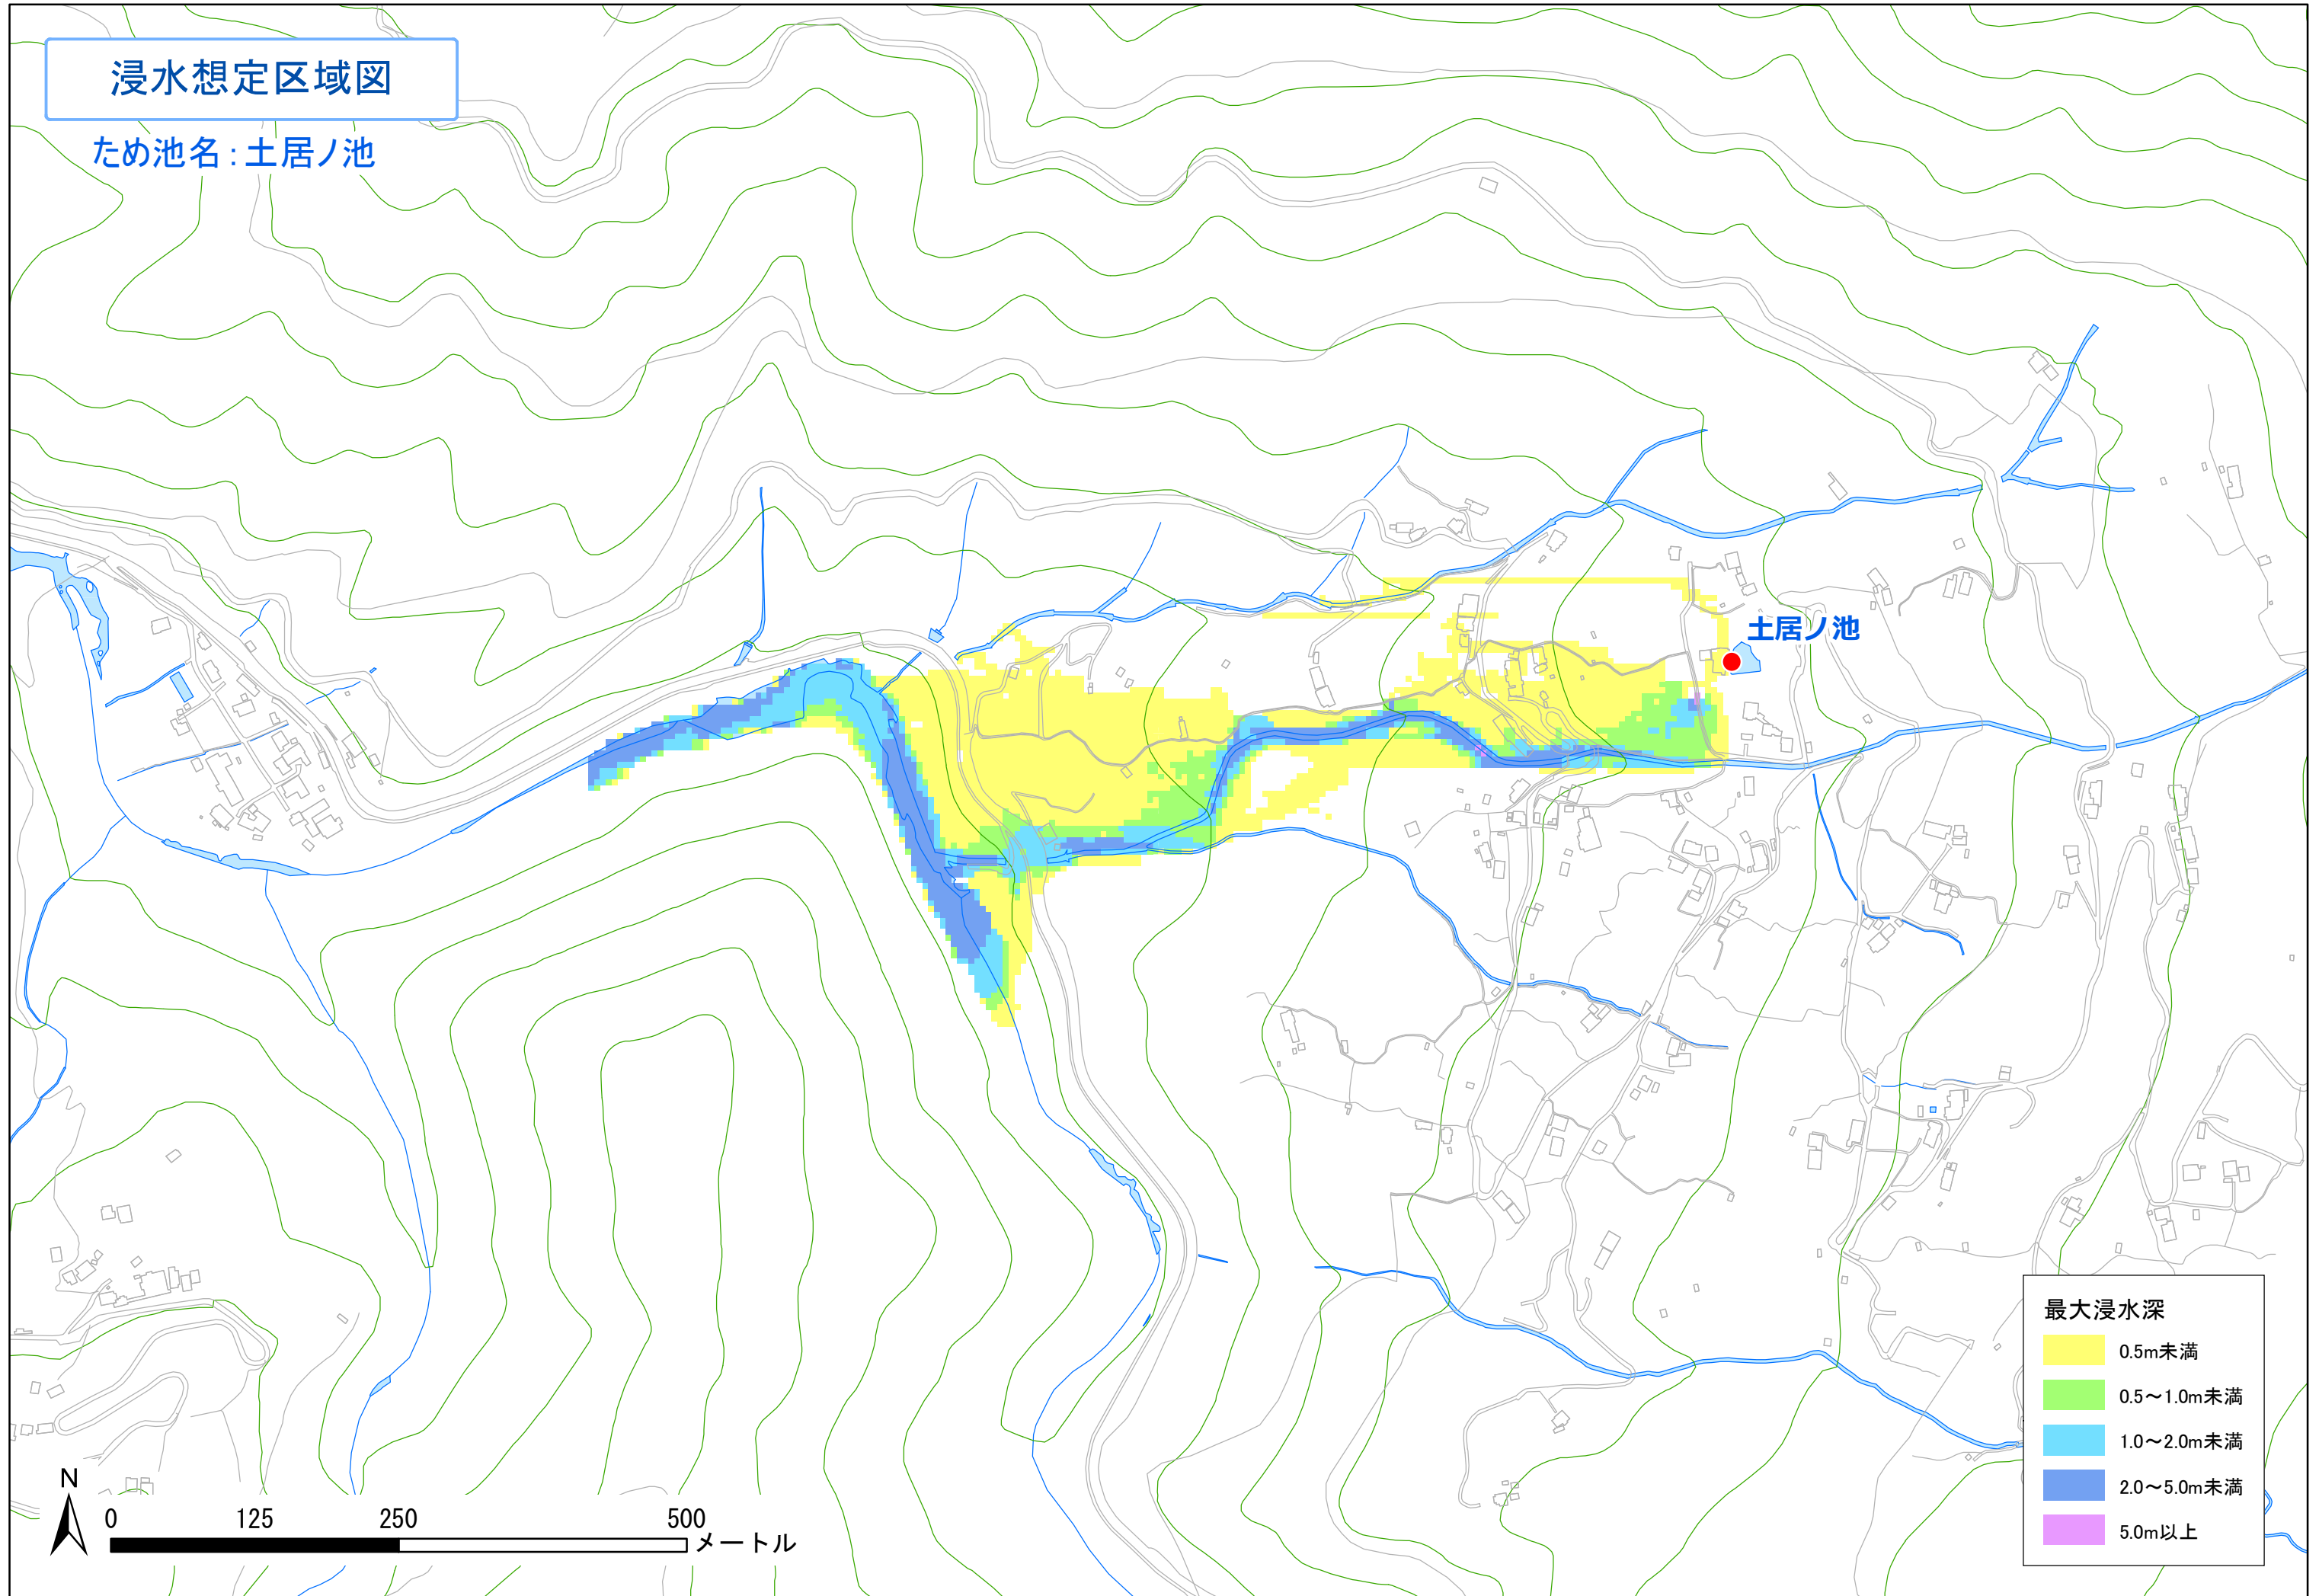 浸水想定区域図
ため池名：土居ノ池
土居ノ池
最大浸水深
0.5m未満
0.5～1.0m未満
1.0～2.0m未満
2.0～5.0m未満
5.0m以上
N
0 125 250 500
メートル